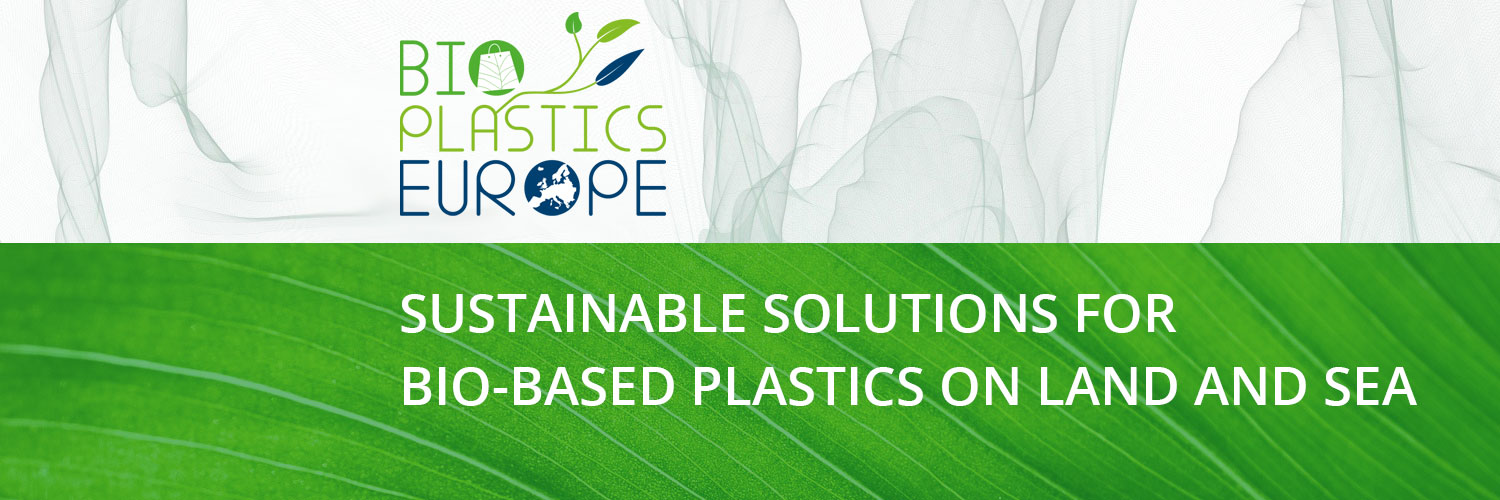 BIO
PLASTICS
EUROPE
SUSTAINABLE SOLUTIONS FOR
BIO-BASED PLASTICS ON LAND AND SEA